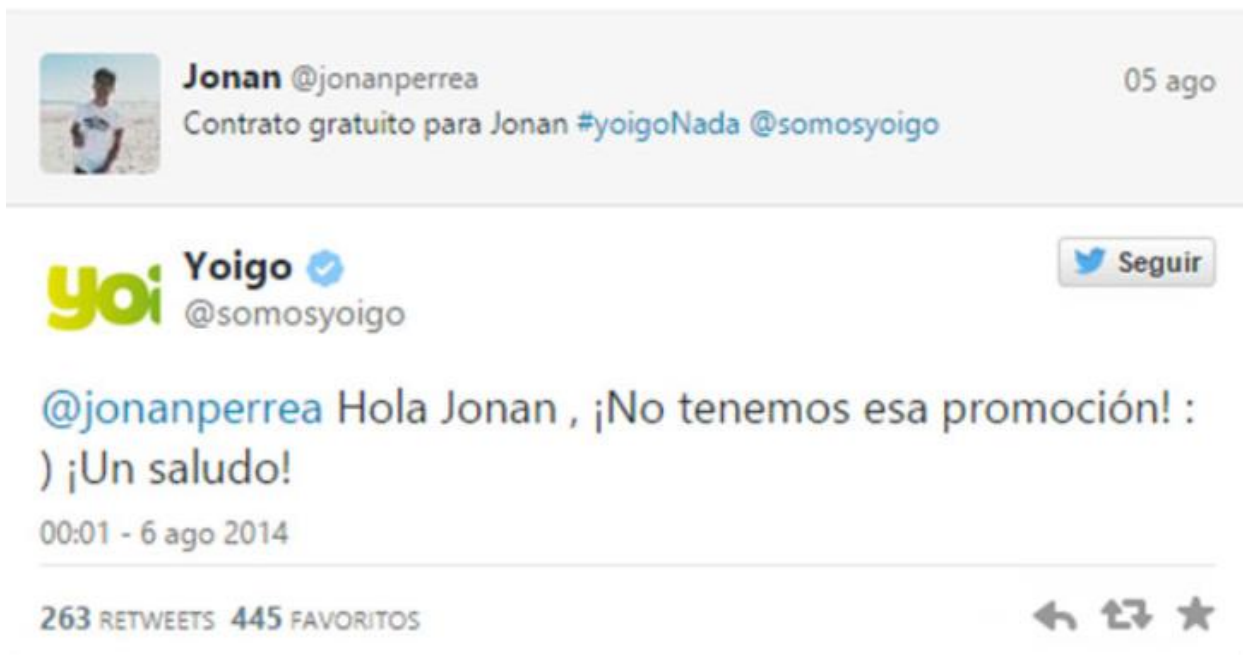 Jonan @jonanperrea 05 ago
Contrato gratuito para Jonan #yoigoNada @somosyoigo
yoi Yoigo Seguir
@somosyoigo
@jonanperrea Hola Jonan , ¡No tenemos esa promoción! :
) ¡Un saludo!
00:01 - 6 ago 2014
263 RETWEETS 445 FAVORITOS